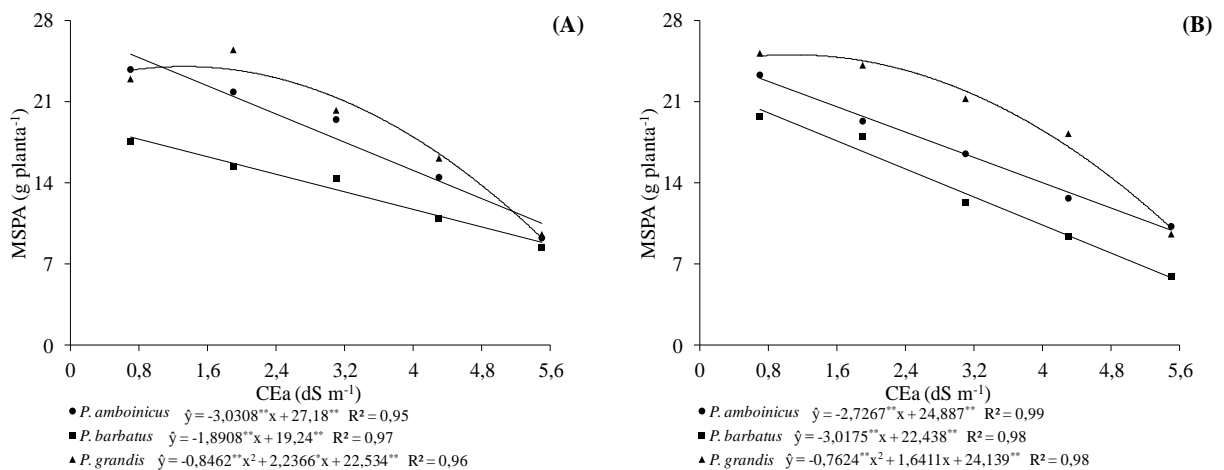 (A)
28
21
14
7
0
MSPA (g planta⁻¹)
0 0,8 1,6 2,4 3,2 4 4,8 5,6
CEa (dS m⁻¹)
P. amboinicus ŷ = -3,0308**x + 27,18** R² = 0,95
P. barbatus ŷ = -1,8908**x + 19,24** R² = 0,97
P. grandis ŷ = -0,8462**x² + 2,2366*x + 22,534** R² = 0,96
(B)
28
21
14
7
0
MSPA (g planta⁻¹)
0 0,8 1,6 2,4 3,2 4 4,8 5,6
CEa (dS m⁻¹)
P. amboinicus ŷ = -2,7267**x + 24,887** R² = 0,99
P. barbatus ŷ = -3,0175**x + 22,438** R² = 0,98
P. grandis ŷ = -0,7624**x² + 1,6411x + 24,139** R² = 0,98